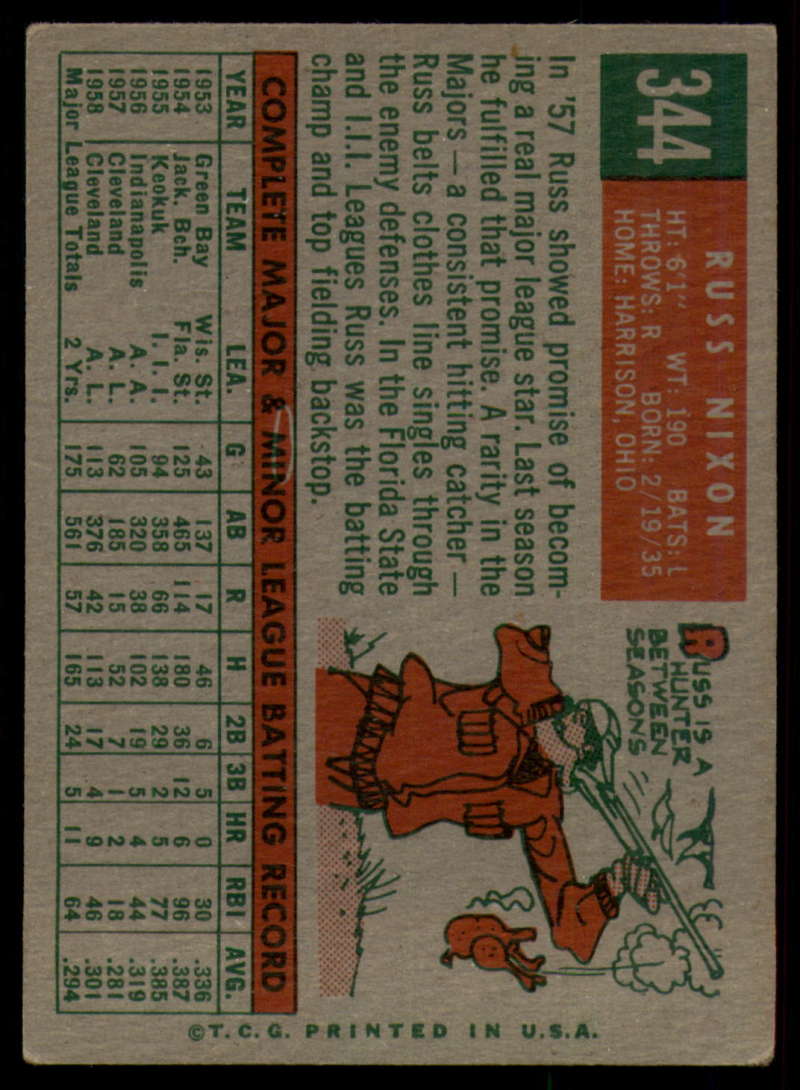 344
RUSS NIXON
HT: 6'1" WT: 190 BATS: L
THROWS: R BORN: 2/19/35
HOME: HARRISON, OHIO
In '57 Russ showed promise of becom-
ing a real major league star. Last season
he fulfilled that promise. A rarity in the
Majors — a consistent hitting catcher —
Russ belts clothes line singles through
the enemy defenses. In the Florida State
and I.I.I. Leagues Russ was the batting
champ and top fielding backstop.
RUSS IS A
HUNTER
BETWEEN
SEASONS
COMPLETE MAJOR & MINOR LEAGUE BATTING RECORD
YEAR TEAM LEA. G AB R H 2B 3B HR RBI AVG.
1953 Green Bay Wis. St. 43 137 17 46 6 5 0 30 .336
1954 Jack. Bch. Fla. St. 125 465 114 180 36 12 6 96 .387
1955 Keokuk I. I. I. 94 358 66 138 29 2 5 77 .385
1956 Indianapolis A. A. 105 320 38 102 19 5 4 44 .319
1957 Cleveland A. L. 62 185 15 52 7 1 2 18 .281
1958 Cleveland A. L. 113 376 42 113 17 4 9 46 .301
Major League Totals 2 Yrs. 175 561 57 165 24 5 11 64 .294
©T. C. G. PRINTED IN U.S.A.